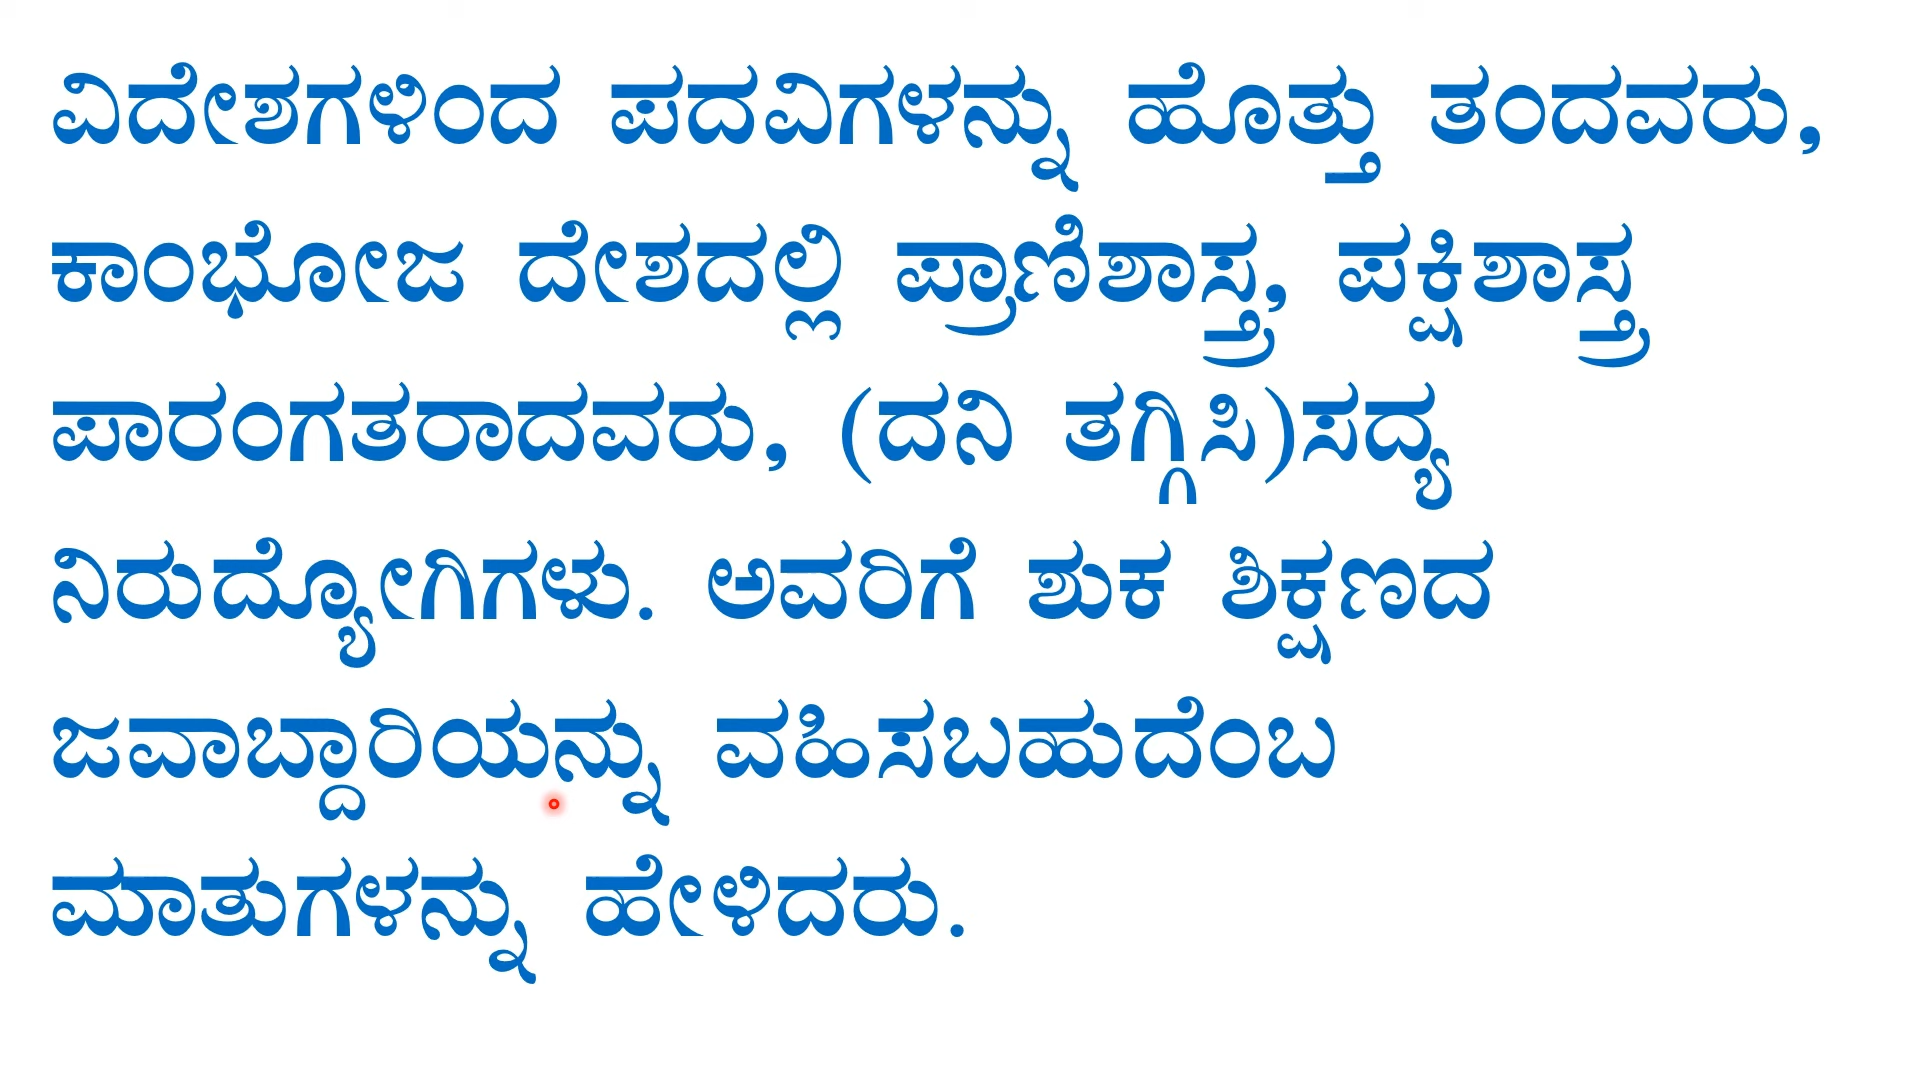 ವಿದೇಶಗಳಿಂದ ಪದವಿಗಳನ್ನು ಹೊತ್ತು ತಂದವರು,
ಕಾಂಭೋಜ ದೇಶದಲ್ಲಿ ಪ್ರಾಣಿಶಾಸ್ತ್ರ, ಪಕ್ಷಿಶಾಸ್ತ್ರ
ಪಾರಂಗತರಾದವರು, (ದನಿ ತಗ್ಗಿಸಿ)ಸದ್ಯ
ನಿರುದ್ಯೋಗಿಗಳು. ಅವರಿಗೆ ಶುಕ ಶಿಕ್ಷಣದ
ಜವಾಬ್ದಾರಿಯನ್ನು ವಹಿಸಬಹುದೆಂಬ
ಮಾತುಗಳನ್ನು ಹೇಳಿದರು.